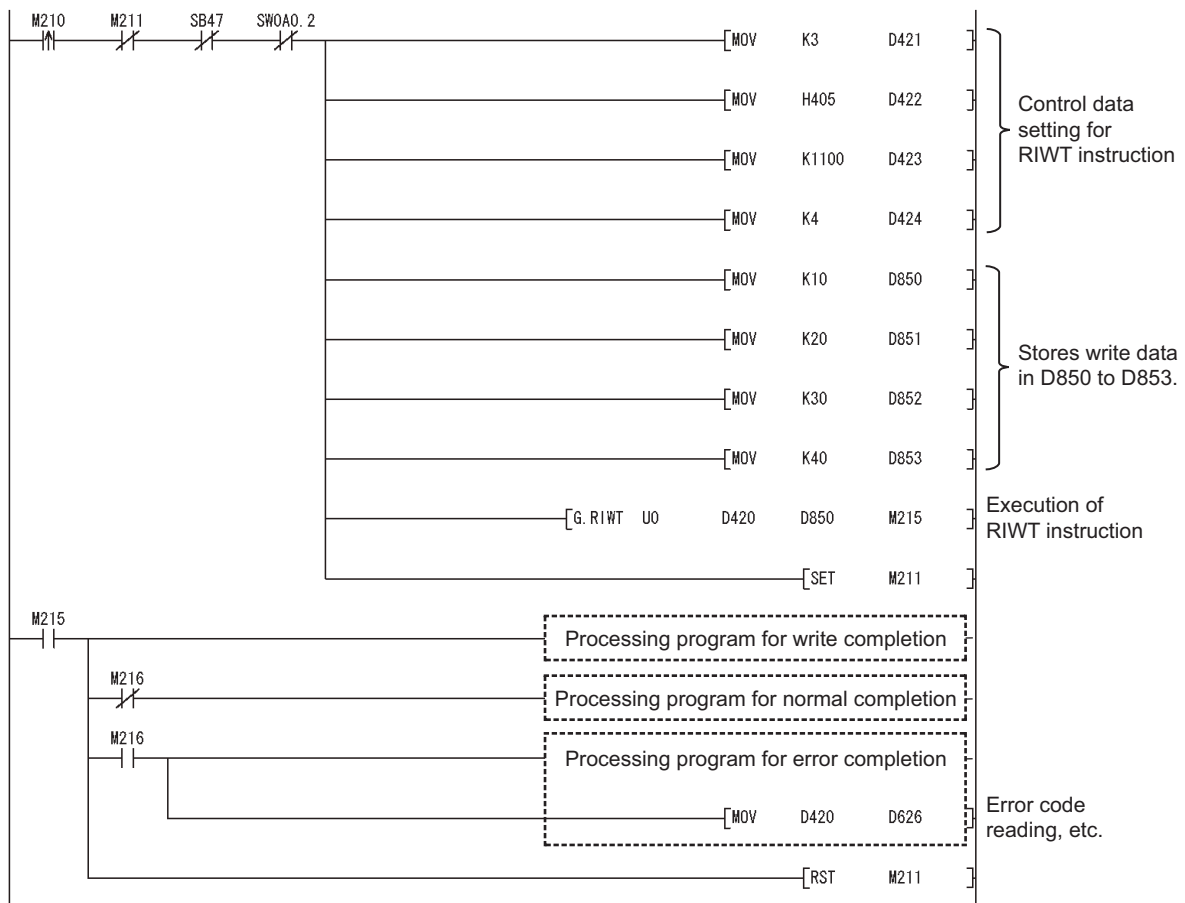 M210 M211 SB47 SW0A0.2
MOV K3 D421
MOV H405 D422
MOV K1100 D423
MOV K4 D424
Control data
setting for
RIWT instruction
MOV K10 D850
MOV K20 D851
MOV K30 D852
MOV K40 D853
Stores write data
in D850 to D853.
G.RIWT U0 D420 D850 M215
Execution of
RIWT instruction
SET M211
M215
Processing program for write completion
M216
Processing program for normal completion
M216
Processing program for error completion
MOV D420 D626
Error code
reading, etc.
RST M211